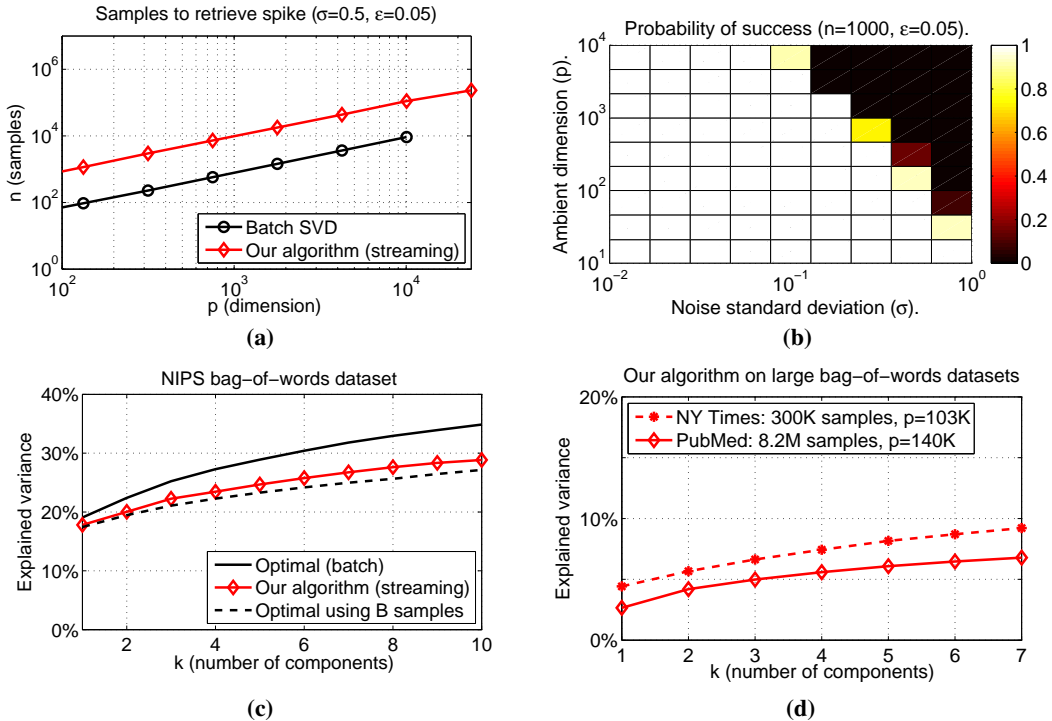 Samples to retrieve spike (σ=0.5, ε=0.05)
n (samples)
10^6
10^4
10^2
10^0
Batch SVD
Our algorithm (streaming)
10^2 10^3 10^4
p (dimension)
(a)
Probability of success (n=1000, ε=0.05).
Ambient dimension (p).
10^4
10^3
10^2
10^1
10^−2 10^−1 10^0
Noise standard deviation (σ).
1
0.8
0.6
0.4
0.2
0
(b)
NIPS bag−of−words dataset
Explained variance
40%
30%
20%
10%
0%
Optimal (batch)
Our algorithm (streaming)
Optimal using B samples
2 4 6 8 10
k (number of components)
(c)
Our algorithm on large bag−of−words datasets
Explained variance
20%
10%
0%
NY Times: 300K samples, p=103K
PubMed: 8.2M samples, p=140K
1 2 3 4 5 6 7
k (number of components)
(d)